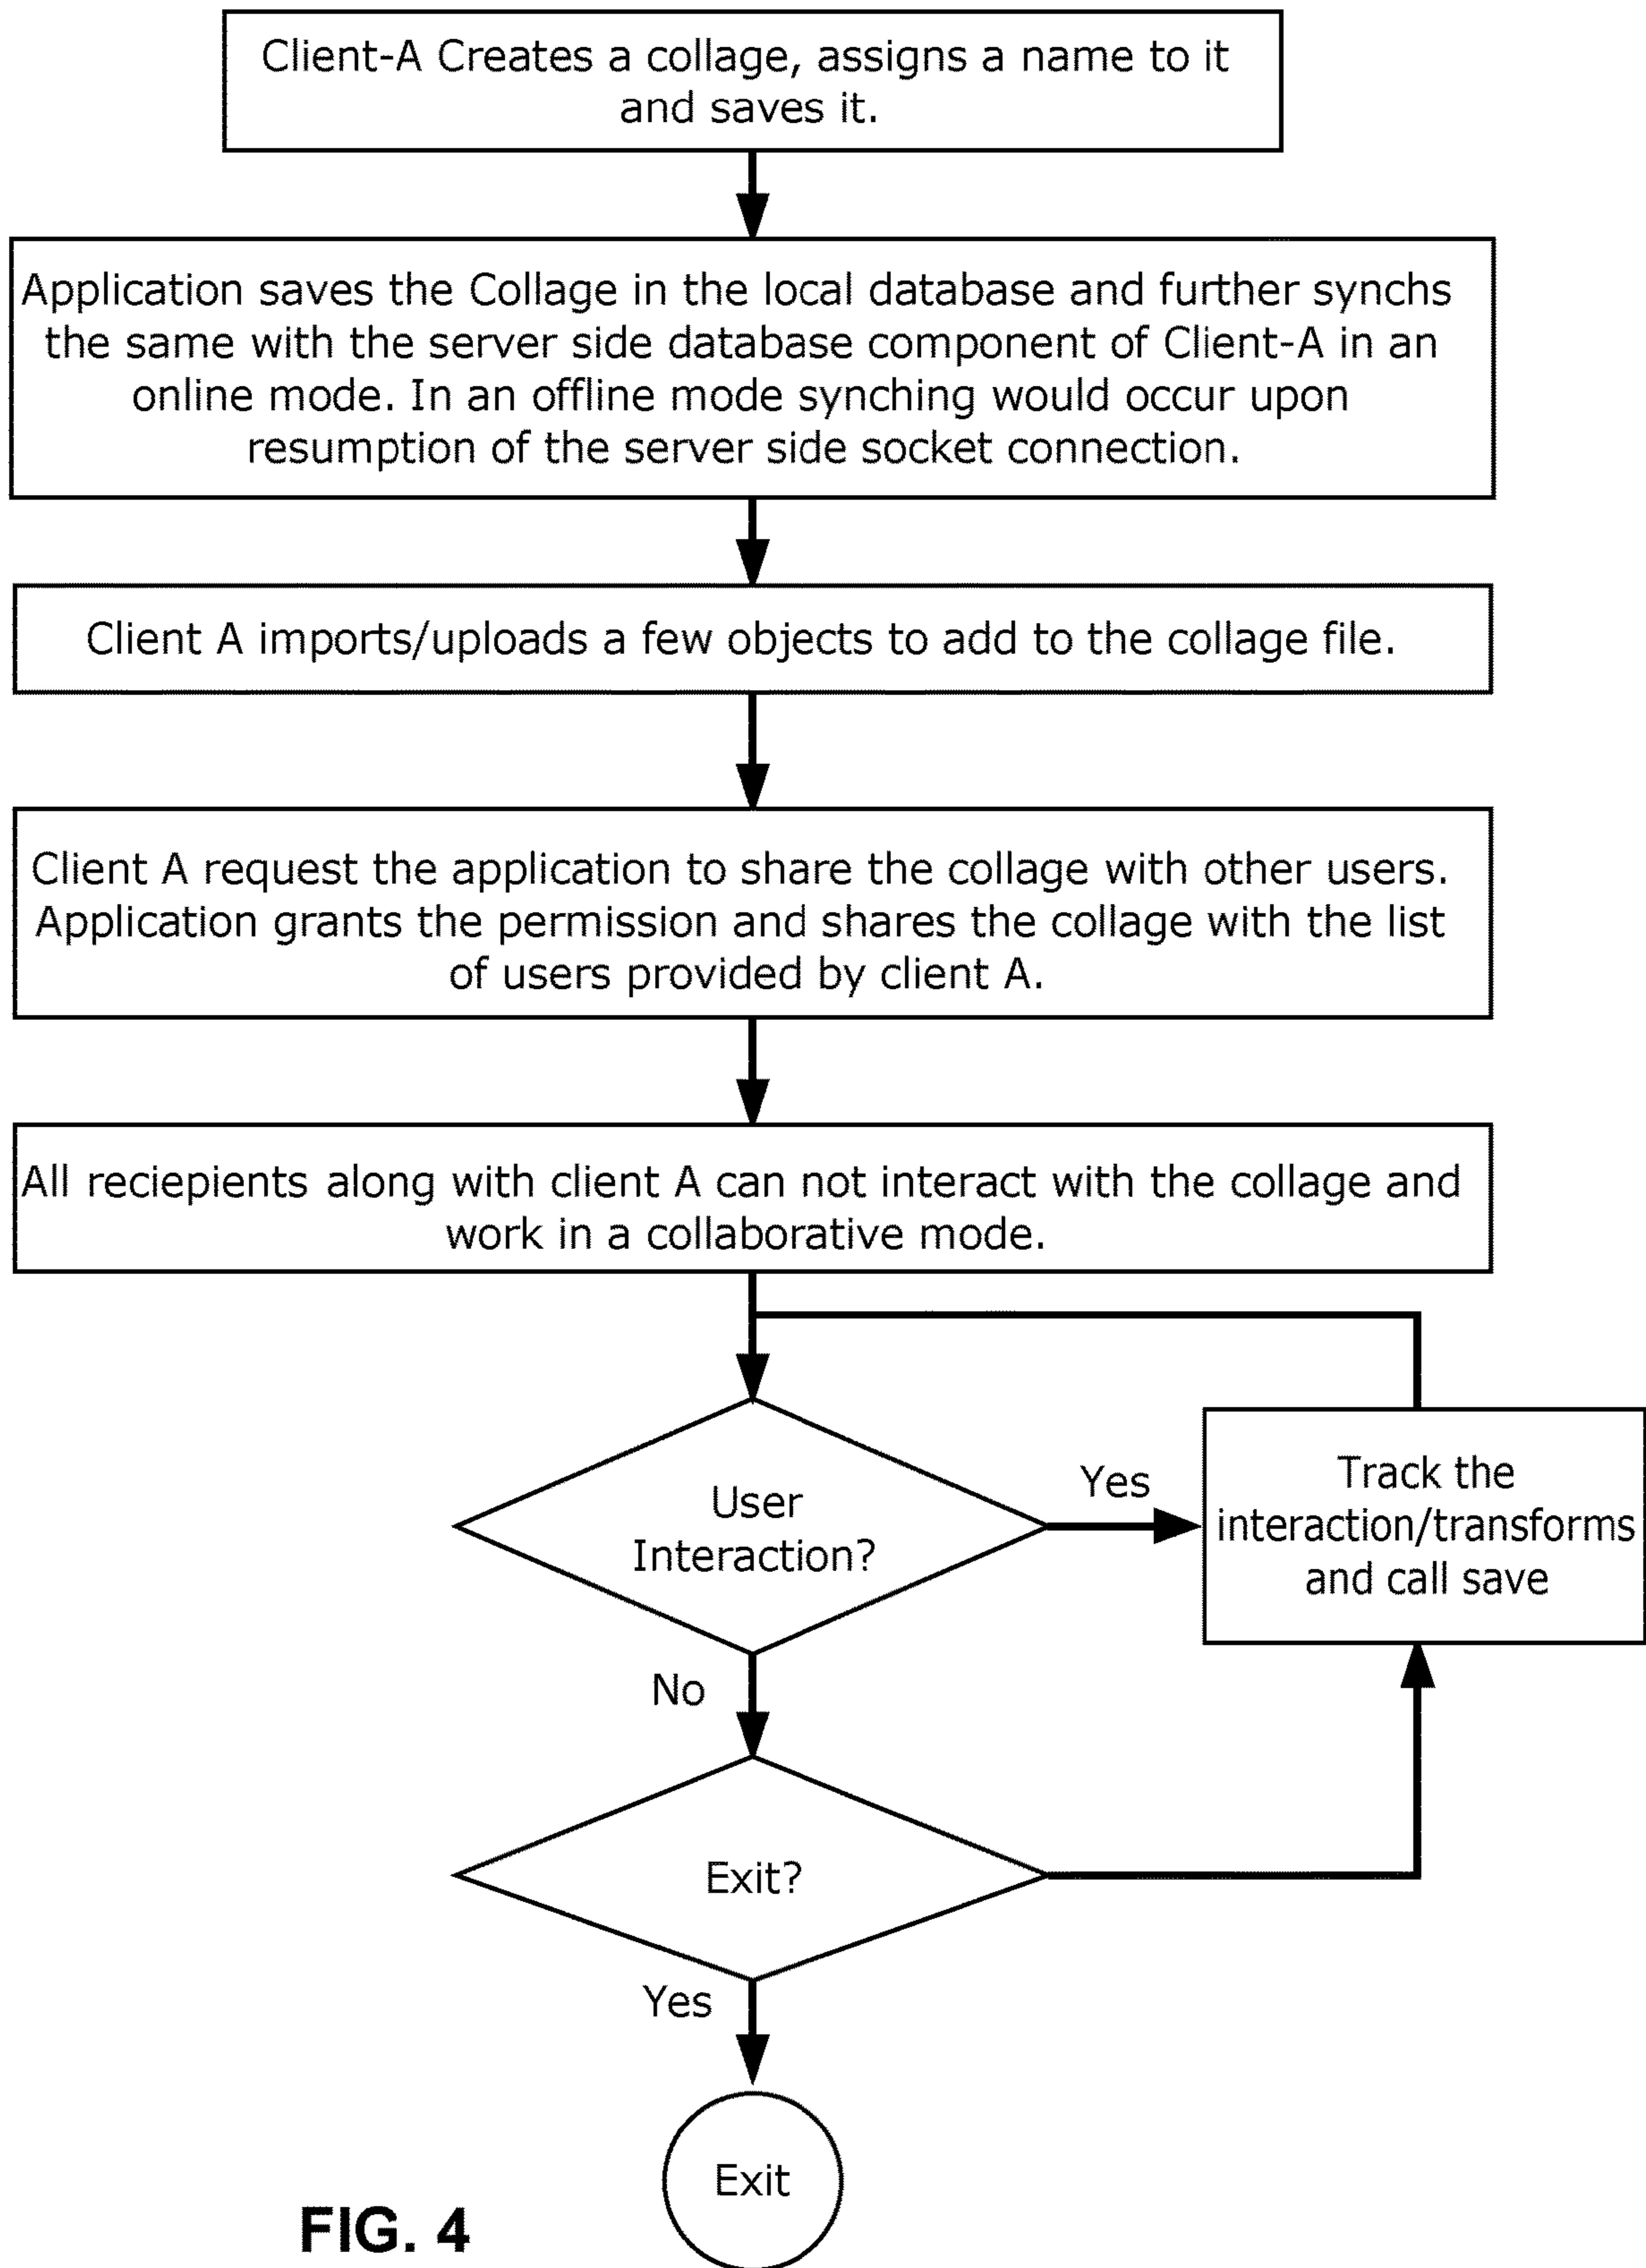 Client-A Creates a collage, assigns a name to it
and saves it.
Application saves the Collage in the local database and further synchs
the same with the server side database component of Client-A in an
online mode. In an offline mode synching would occur upon
resumption of the server side socket connection.
Client A imports/uploads a few objects to add to the collage file.
Client A request the application to share the collage with other users.
Application grants the permission and shares the collage with the list
of users provided by client A.
All reciepients along with client A can not interact with the collage and
work in a collaborative mode.
User
Interaction?
Yes
Track the
interaction/transforms
and call save
No
Exit?
Yes
Exit
FIG. 4